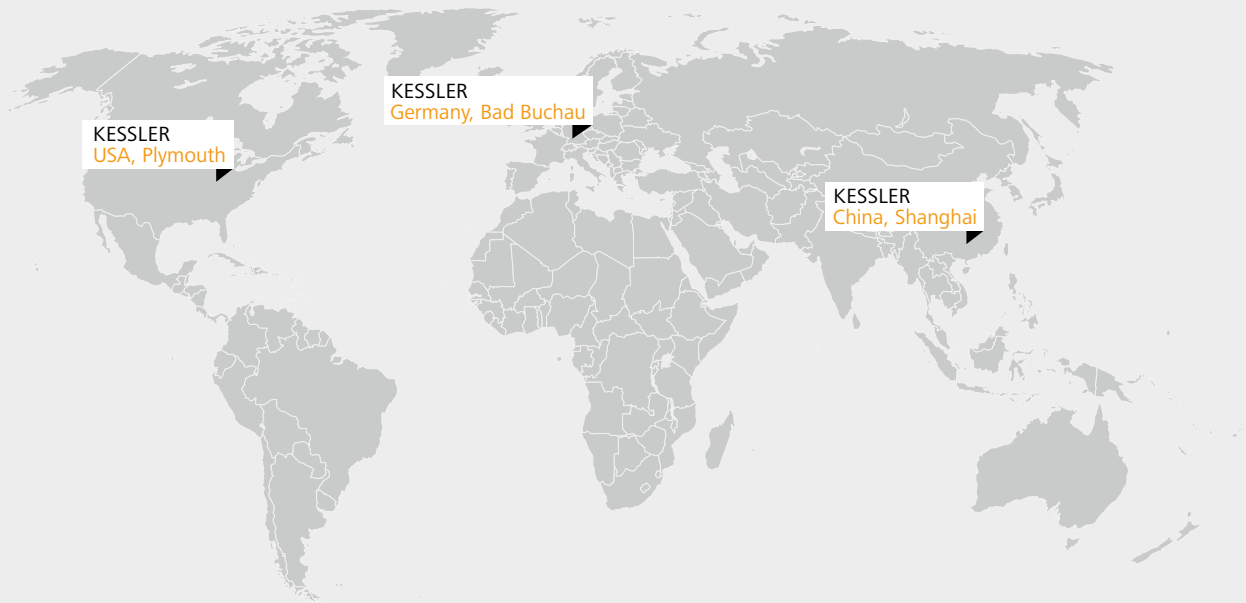 KESSLER
Germany, Bad Buchau
KESSLER
USA, Plymouth
KESSLER
China, Shanghai